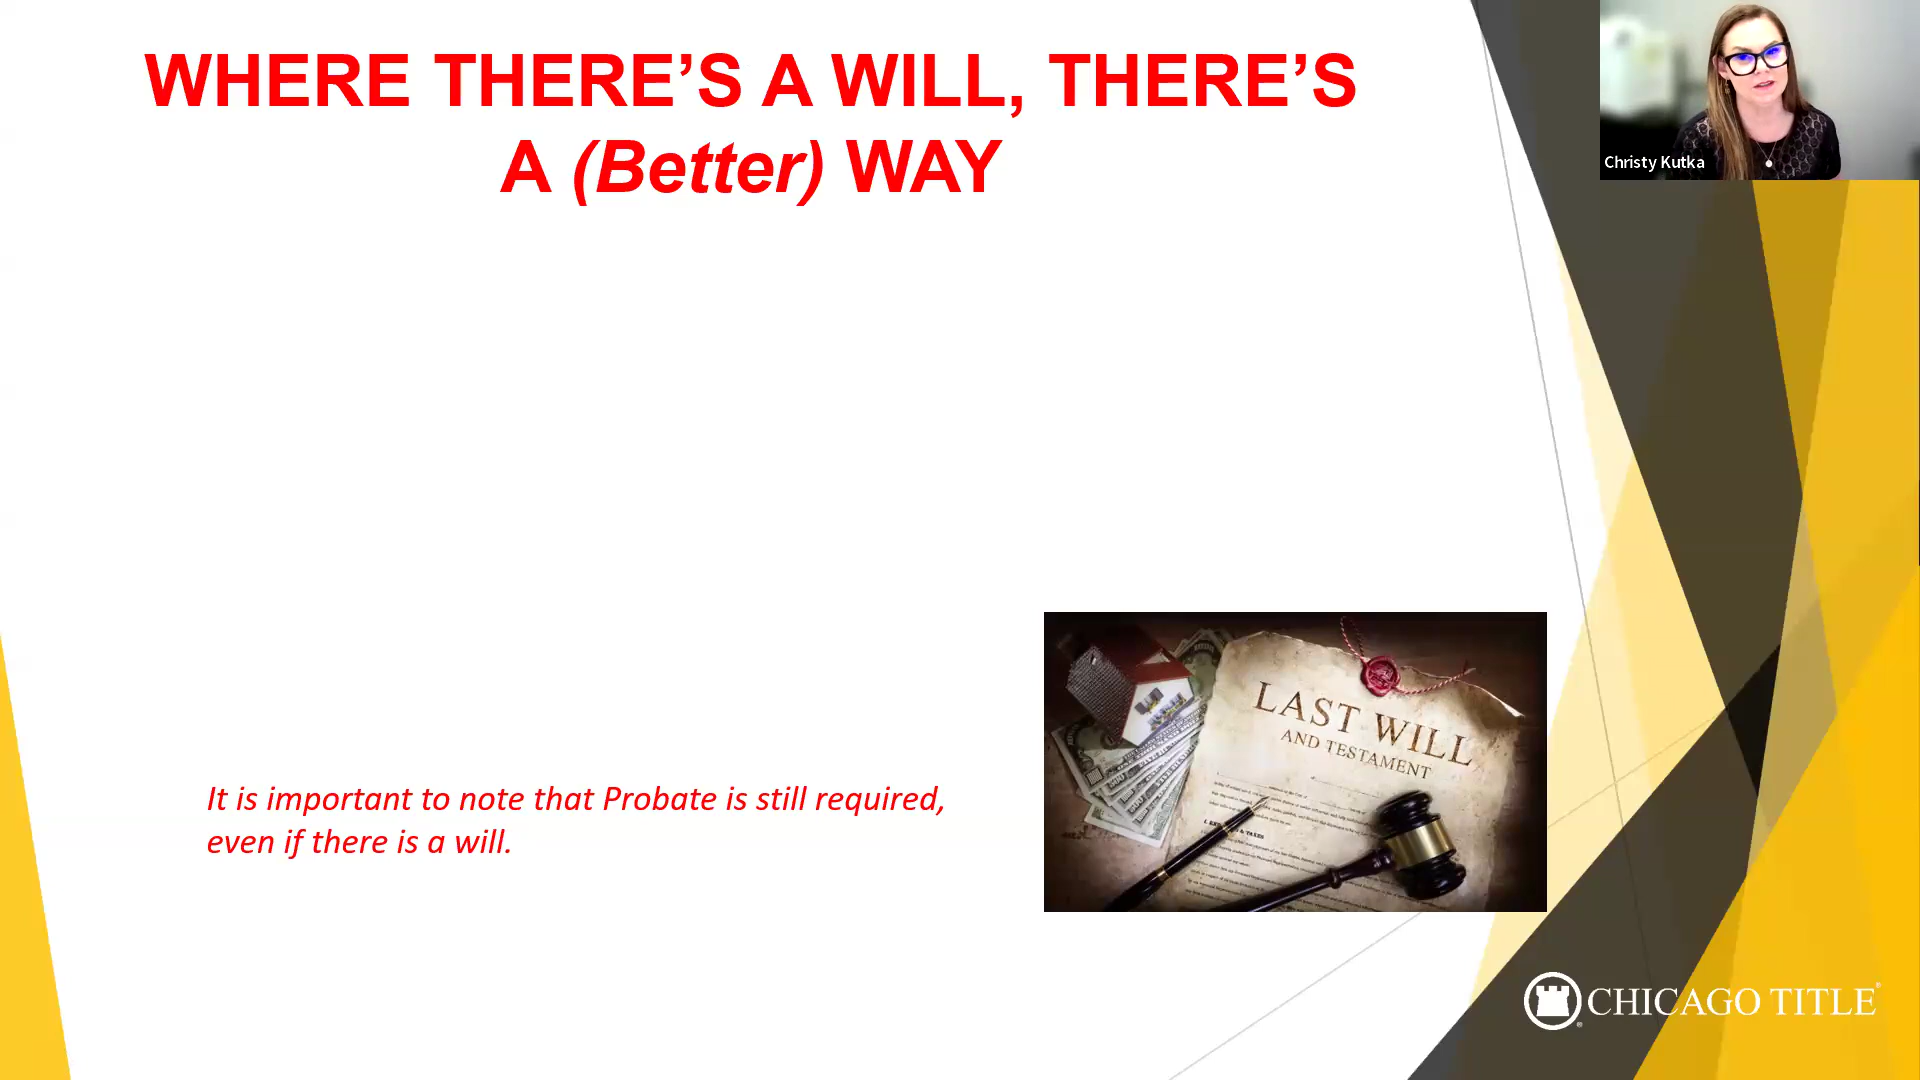 WHERE THERE’S A WILL, THERE’S
A (Better) WAY
Christy Kutka
LAST WILL
AND TESTAMENT
It is important to note that Probate is still required,
even if there is a will.
CHICAGO TITLE